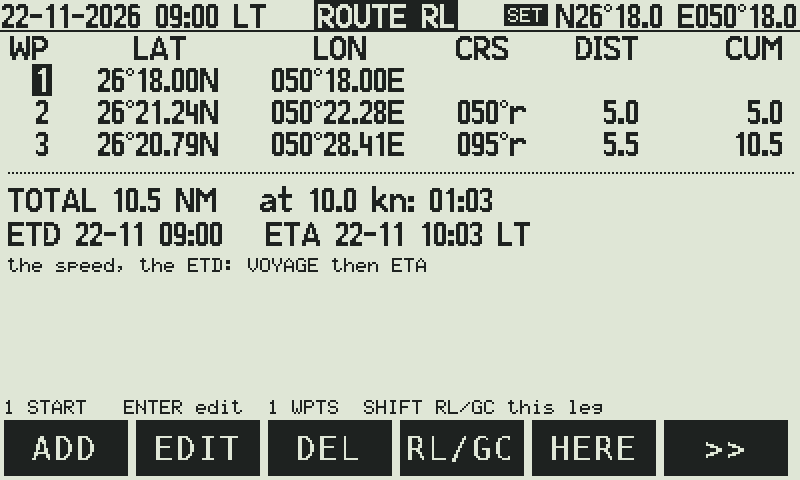 22-11-2026 09:00 LT ROUTE RL SET N26°18.0 E050°18.0
WP LAT LON CRS DIST CUM
1 26°18.00N 050°18.00E
2 26°21.24N 050°22.28E 050°r 5.0 5.0
3 26°20.79N 050°28.41E 095°r 5.5 10.5
TOTAL 10.5 NM at 10.0 kn: 01:03
ETD 22-11 09:00 ETA 22-11 10:03 LT
the speed, the ETD: VOYAGE then ETA
1 START ENTER edit 1 WPTS SHIFT RL/GC this leg
ADD EDIT DEL RL/GC HERE >>